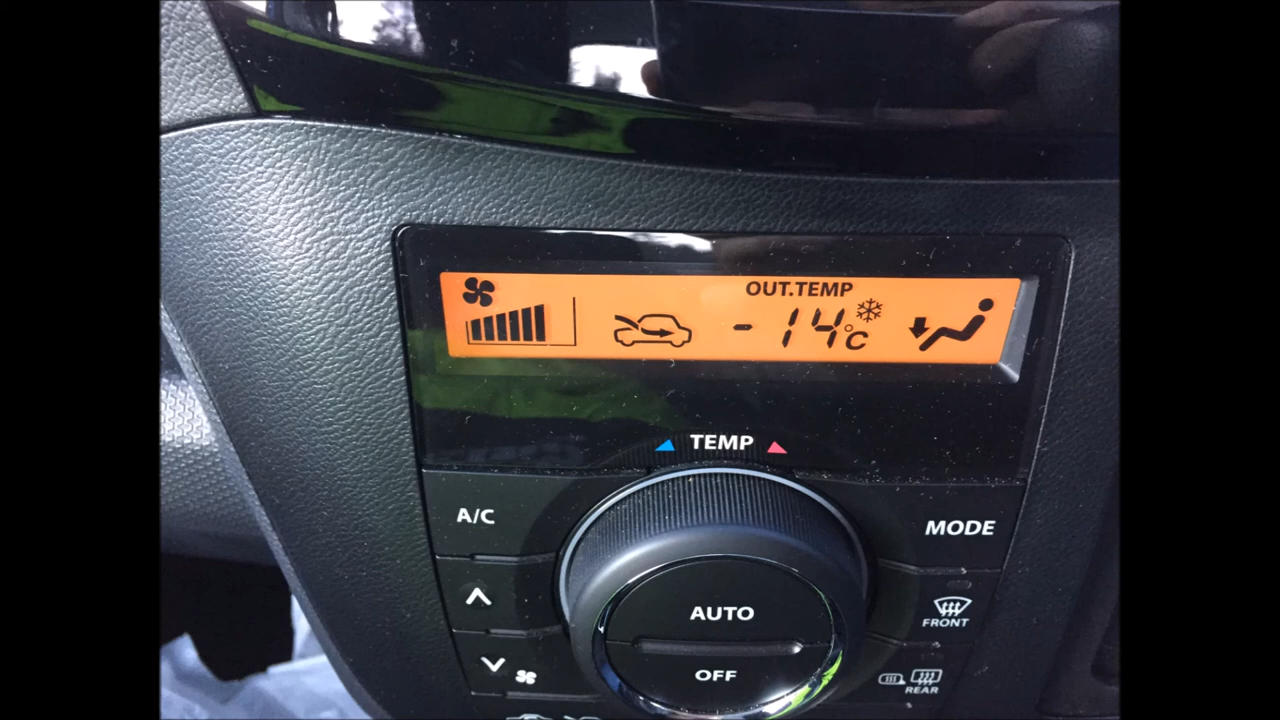 OUT.TEMP
-14°C
TEMP
A/C
MODE
AUTO
FRONT
OFF
REAR